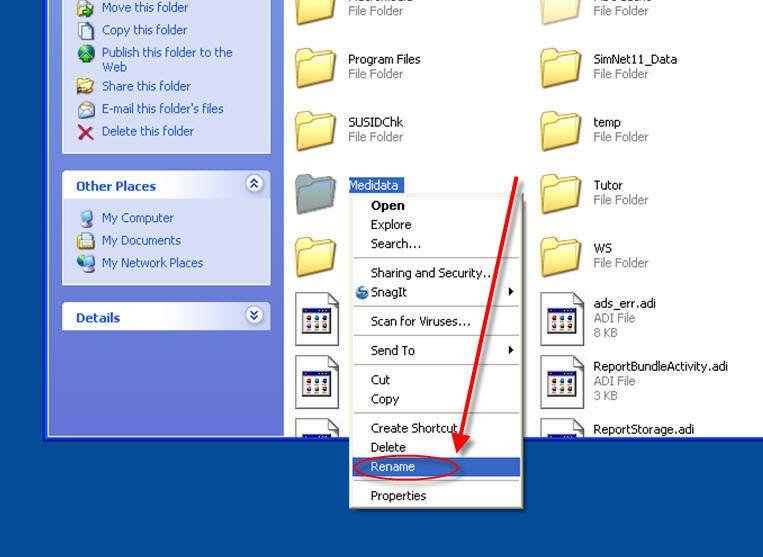 Move this folder
Copy this folder
Publish this folder to the
Web
Share this folder
E-mail this folder's files
Delete this folder
Other Places
My Computer
My Documents
My Network Places
Details
File Folder
Program Files
File Folder
SUSIDChk
File Folder
Medidata
File Folder
SimNet11_Data
File Folder
temp
File Folder
Tutor
File Folder
WS
File Folder
ads_err.adi
ADI File
8 KB
ReportBundleActivity.adi
ADI File
3 KB
ReportStorage.adi
Open
Explore
Search...
Sharing and Security...
SnagIt
Scan for Viruses...
Send To
Cut
Copy
Create Shortcut
Delete
Rename
Properties